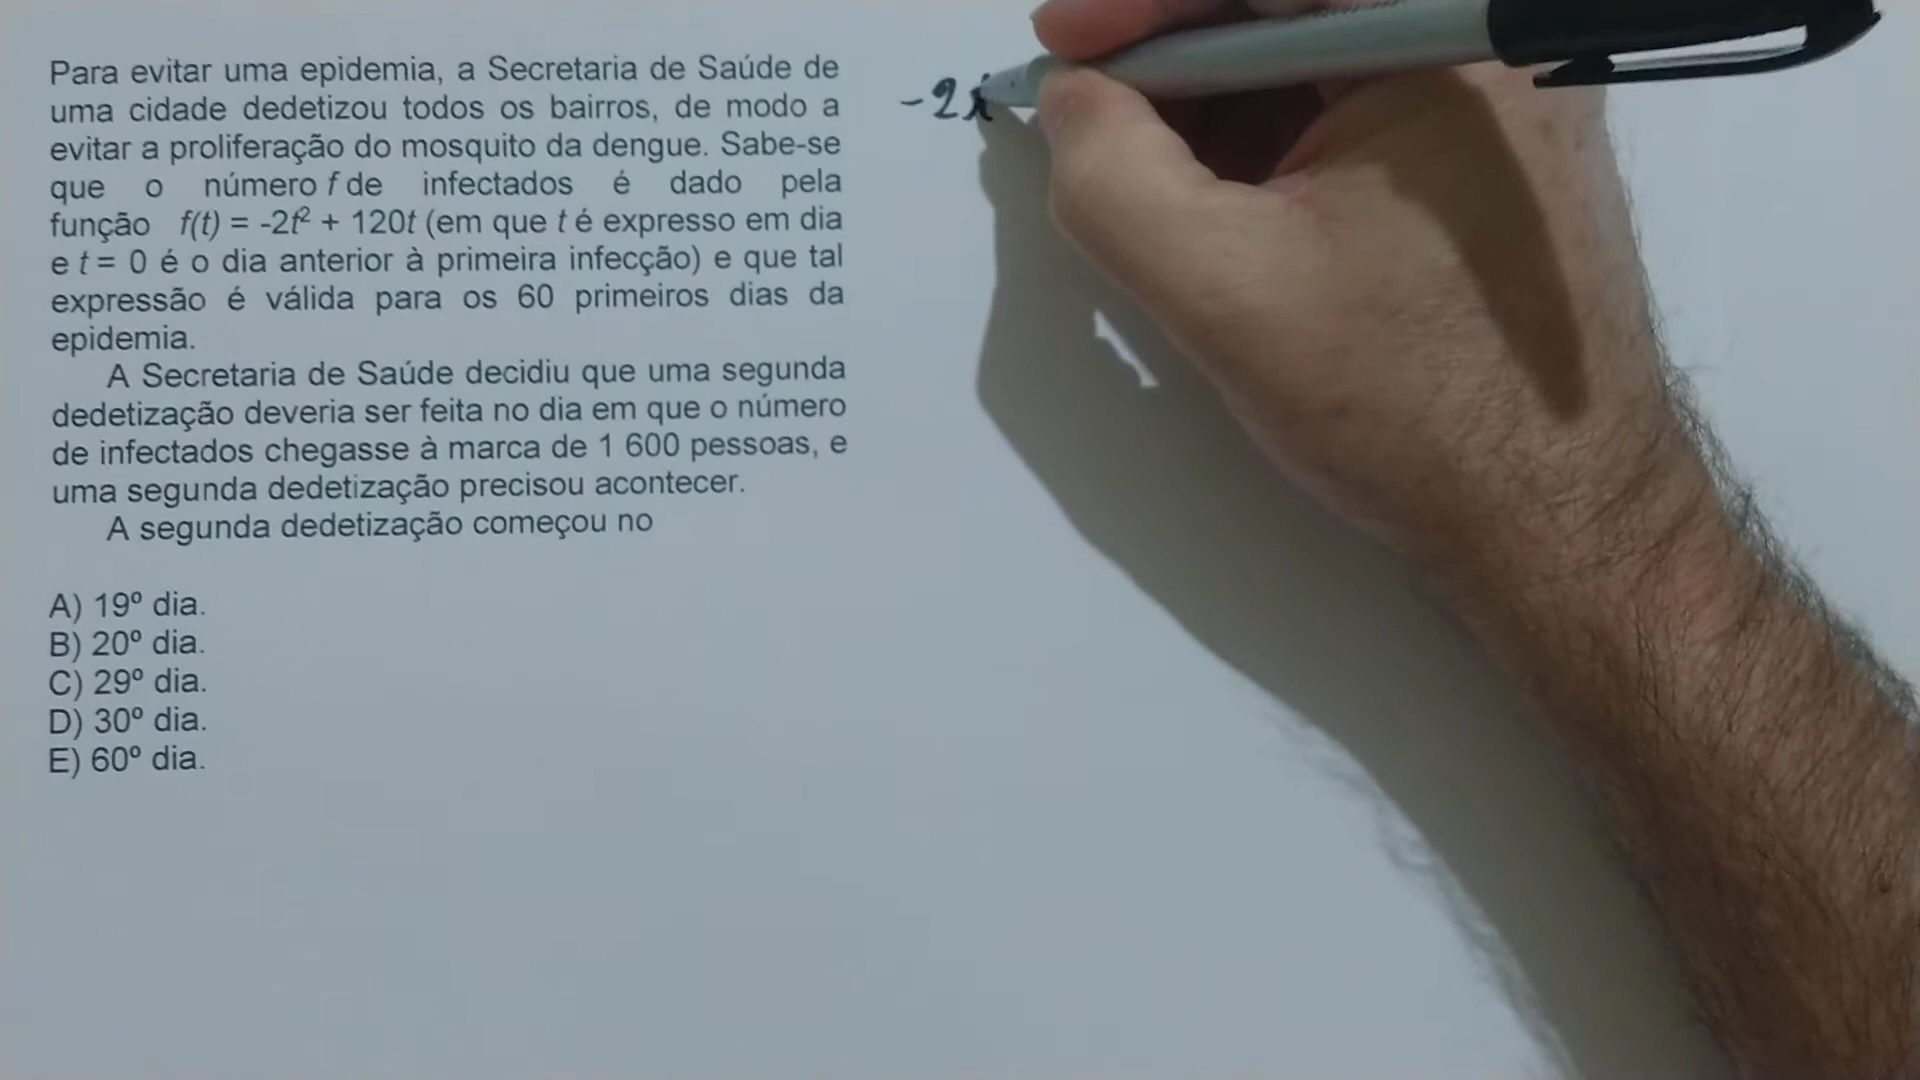 Para evitar uma epidemia, a Secretaria de Saúde de
uma cidade dedetizou todos os bairros, de modo a
evitar a proliferação do mosquito da dengue. Sabe-se
que o número f de infectados é dado pela
função f(t) = -2t² + 120t (em que t é expresso em dia
e t = 0 é o dia anterior à primeira infecção) e que tal
expressão é válida para os 60 primeiros dias da
epidemia.
A Secretaria de Saúde decidiu que uma segunda
dedetização deveria ser feita no dia em que o número
de infectados chegasse à marca de 1 600 pessoas, e
uma segunda dedetização precisou acontecer.
A segunda dedetização começou no
A) 19º dia.
B) 20º dia.
C) 29º dia.
D) 30º dia.
E) 60º dia.
-2t